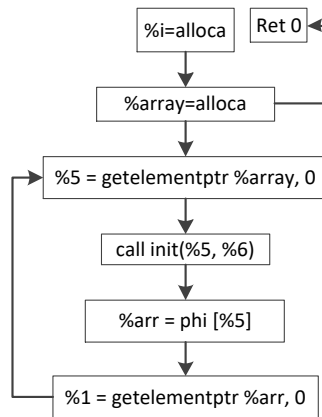 %i=alloca
Ret 0
%array=alloca
%5 = getelementptr %array, 0
call init(%5, %6)
%arr = phi [%5]
%1 = getelementptr %arr, 0